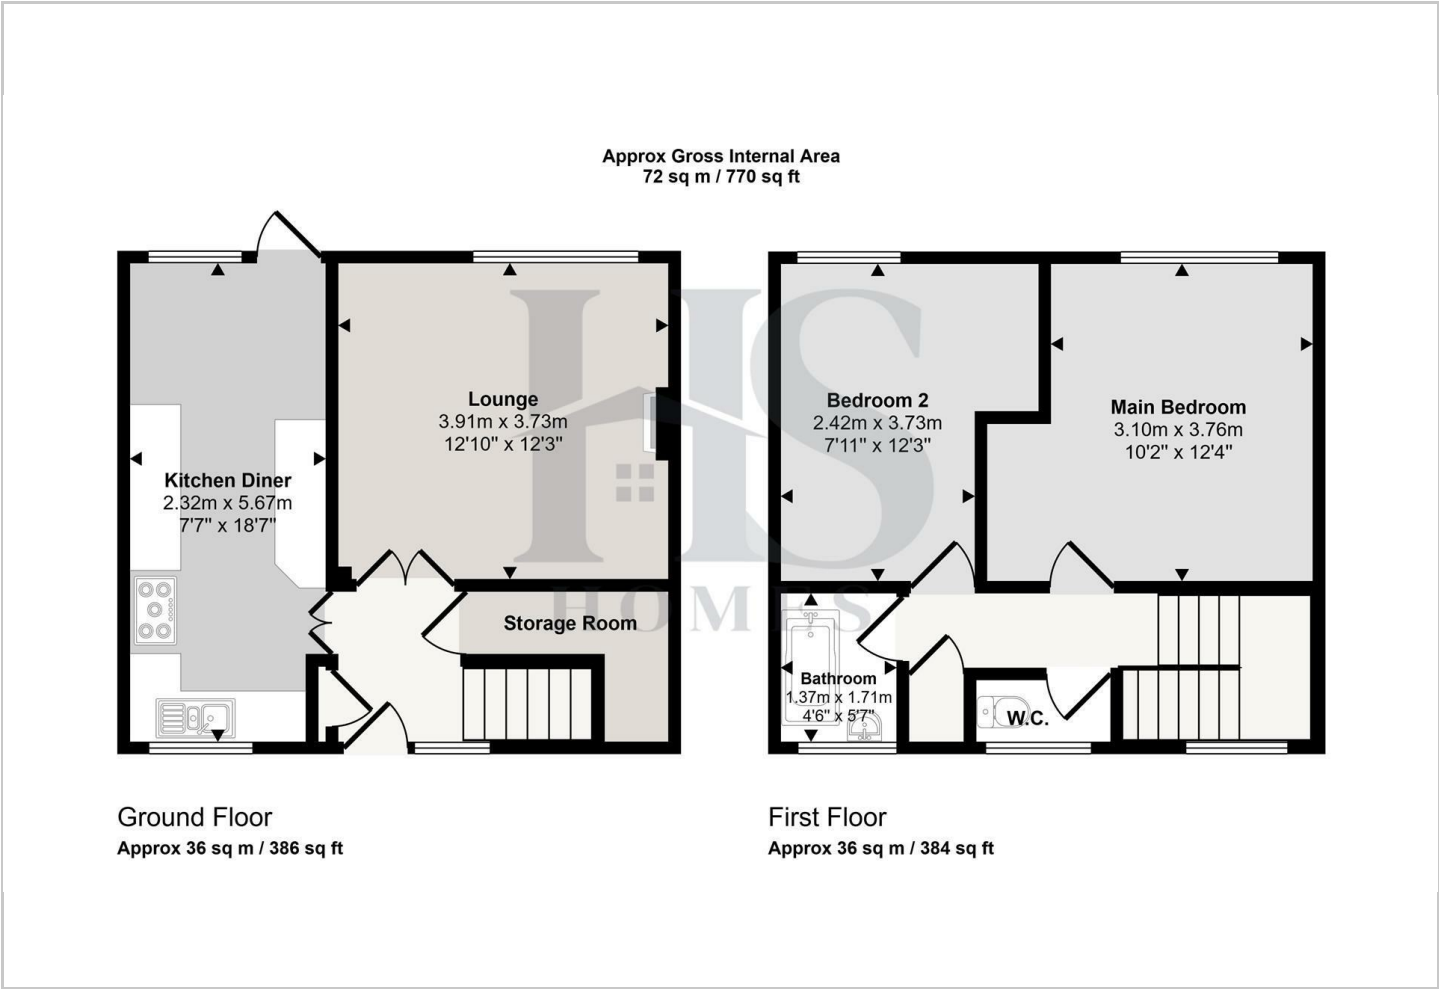 Approx Gross Internal Area
72 sq m / 770 sq ft
Lounge
3.91m x 3.73m
12'10" x 12'3"
Kitchen Diner
2.32m x 5.67m
7'7" x 18'7"
Storage Room
Bedroom 2
2.42m x 3.73m
7'11" x 12'3"
Main Bedroom
3.10m x 3.76m
10'2" x 12'4"
Bathroom
1.37m x 1.71m
4'6" x 5'7"
W.C.
HS
HOMES
Ground Floor
Approx 36 sq m / 386 sq ft
First Floor
Approx 36 sq m / 384 sq ft